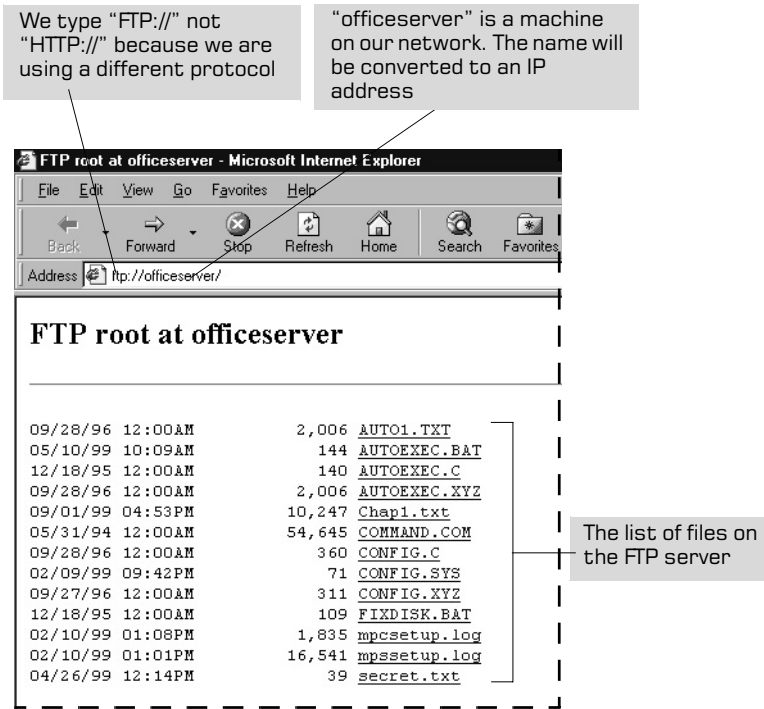 We type “FTP://” not
“HTTP://” because we are
using a different protocol
“officeserver” is a machine
on our network. The name will
be converted to an IP
address
FTP root at officeserver - Microsoft Internet Explorer
File Edit View Go Favorites Help
Back Forward Stop Refresh Home Search Favorites
Address ftp://officeserver/
FTP root at officeserver
09/28/96 12:00AM 2,006 AUTO1.TXT
05/10/99 10:09AM 144 AUTOEXEC.BAT
12/18/95 12:00AM 140 AUTOEXEC.C
09/28/96 12:00AM 2,006 AUTOEXEC.XYZ
09/01/99 04:53PM 10,247 Chap1.txt
05/31/94 12:00AM 54,645 COMMAND.COM
09/28/96 12:00AM 360 CONFIG.C
02/09/99 09:42PM 71 CONFIG.SYS
09/27/96 12:00AM 311 CONFIG.XYZ
12/18/95 12:00AM 109 FIXDISK.BAT
02/10/99 01:08PM 1,835 mpcsetup.log
02/10/99 01:01PM 16,541 mpssetup.log
04/26/99 12:14PM 39 secret.txt
The list of files on
the FTP server